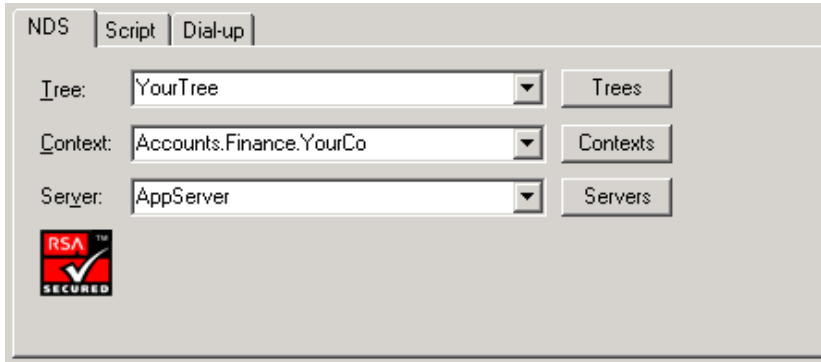 NDS Script Dial-up
Tree: YourTree Trees
Context: Accounts.Finance.YourCo Contexts
Server: AppServer Servers
RSA ™
SECURED